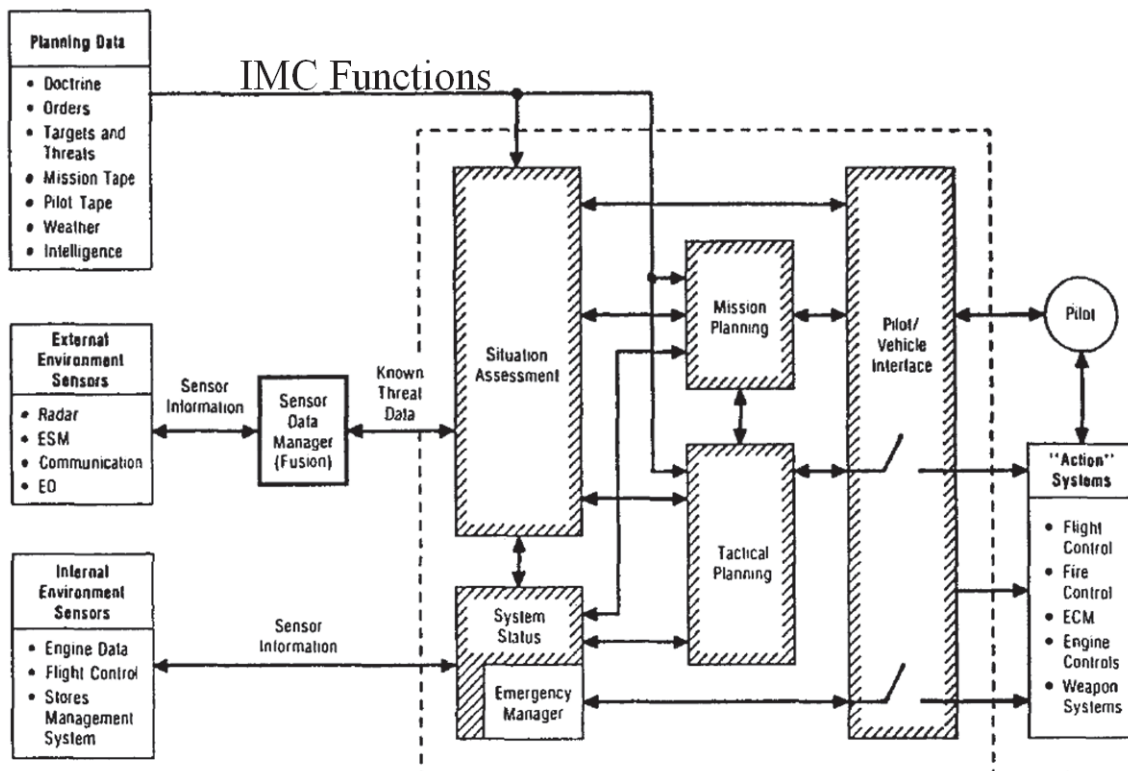 IMC Functions
Planning Data
• Doctrine
• Orders
• Targets and
Threats
• Mission Tape
• Pilot Tape
• Weather
• Intelligence
External
Environment
Sensors
• Radar
• ESM
• Communication
• EO
Sensor
Information
Sensor
Data
Manager
(Fusion)
Known
Threat
Data
Situation
Assessment
Mission
Planning
Pilot/
Vehicle
Interface
Pilot
Internal
Environment
Sensors
• Engine Data
• Flight Control
• Stores
Management
System
Sensor
Information
System
Status
Emergency
Manager
Tactical
Planning
"Action"
Systems
• Flight
Control
• Fire
Control
• ECM
• Engine
Controls
• Weapon
Systems